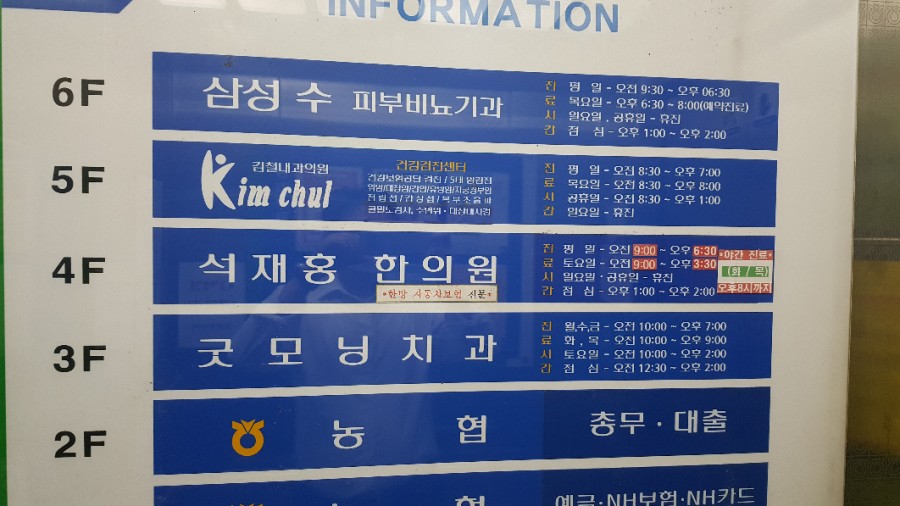 INFORMATION
6F
삼성수 피부비뇨기과
진료시간
평 일 - 오전 9:30 ~ 오후 06:30
목요일 - 오후 6:30 ~ 8:00(예약진료)
일요일, 공휴일 - 휴진
점 심 - 오후 1:00 ~ 오후 2:00
5F
김철내과의원
Kim chul
건강검진센터
진료시간
평 일 - 오전 8:30 ~ 오후 7:00
목요일 - 오전 8:30 ~ 오후 8:00
공휴일 - 오전 8:30 ~ 오후 1:00
일요일 - 휴진
4F
석재홍 한의원
*한방 자동차보험 전문*
진료시간
평 일 - 오전 9:00 ~ 오후 6:30
토요일 - 오전 9:00 ~ 오후 3:30
일요일·공휴일 - 휴진
점 심 - 오후 1:00 ~ 오후 2:00
*야간 진료*
(화 / 목)
오후8시까지
3F
굿모닝치과
진료시간
월,수,금 - 오전 10:00 ~ 오후 7:00
화, 목 - 오전 10:00 ~ 오후 9:00
토요일 - 오전 10:00 ~ 오후 2:00
점 심 - 오전 12:30 ~ 오후 2:00
2F
농 협
총무·대출
농 협
예금·NH보험·NH카드